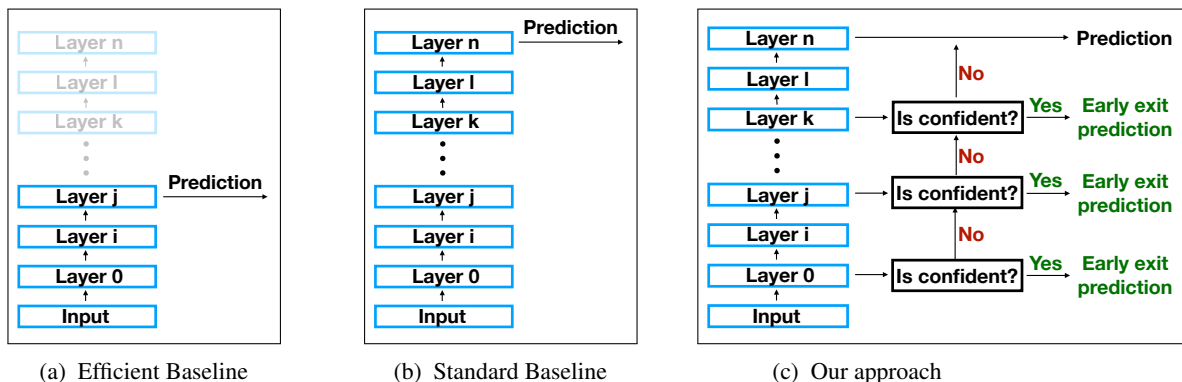 Layer n
Layer l
Layer k
Layer j
Prediction
Layer i
Layer 0
Input
(a) Efficient Baseline
Prediction
Layer n
Layer l
Layer k
Layer j
Layer i
Layer 0
Input
(b) Standard Baseline
Layer n
Prediction
No
Layer l
Layer k
Is confident?
Yes
Early exit
prediction
No
Layer j
Is confident?
Yes
Early exit
prediction
Layer i
No
Layer 0
Is confident?
Yes
Early exit
prediction
Input
(c) Our approach